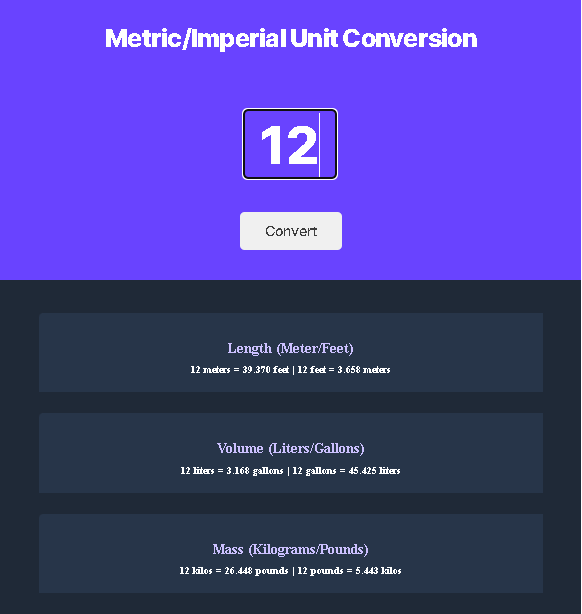 Metric/Imperial Unit Conversion
12
Convert
Length (Meter/Feet)
12 meters = 39.370 feet | 12 feet = 3.658 meters
Volume (Liters/Gallons)
12 liters = 3.168 gallons | 12 gallons = 45.425 liters
Mass (Kilograms/Pounds)
12 kilos = 26.448 pounds | 12 pounds = 5.443 kilos